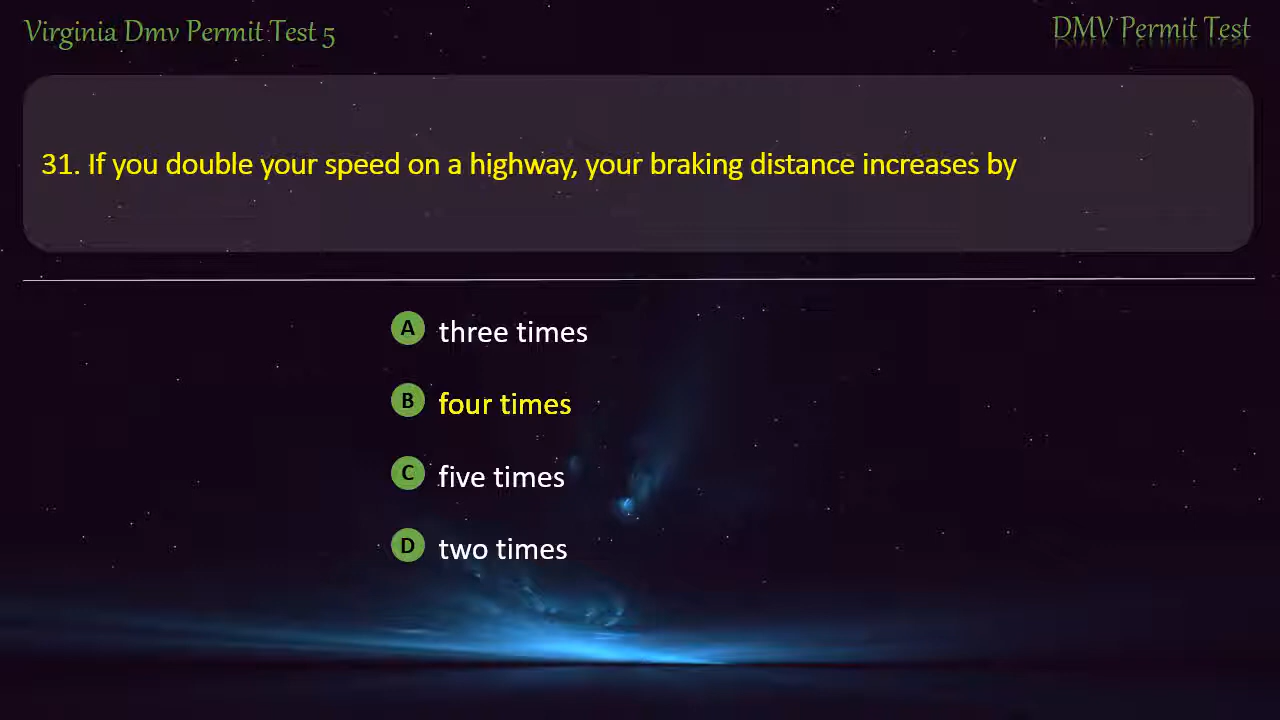 Virginia Dmv Permit Test 5
DMV Permit Test
31. If you double your speed on a highway, your braking distance increases by
A three times
B four times
C five times
D two times